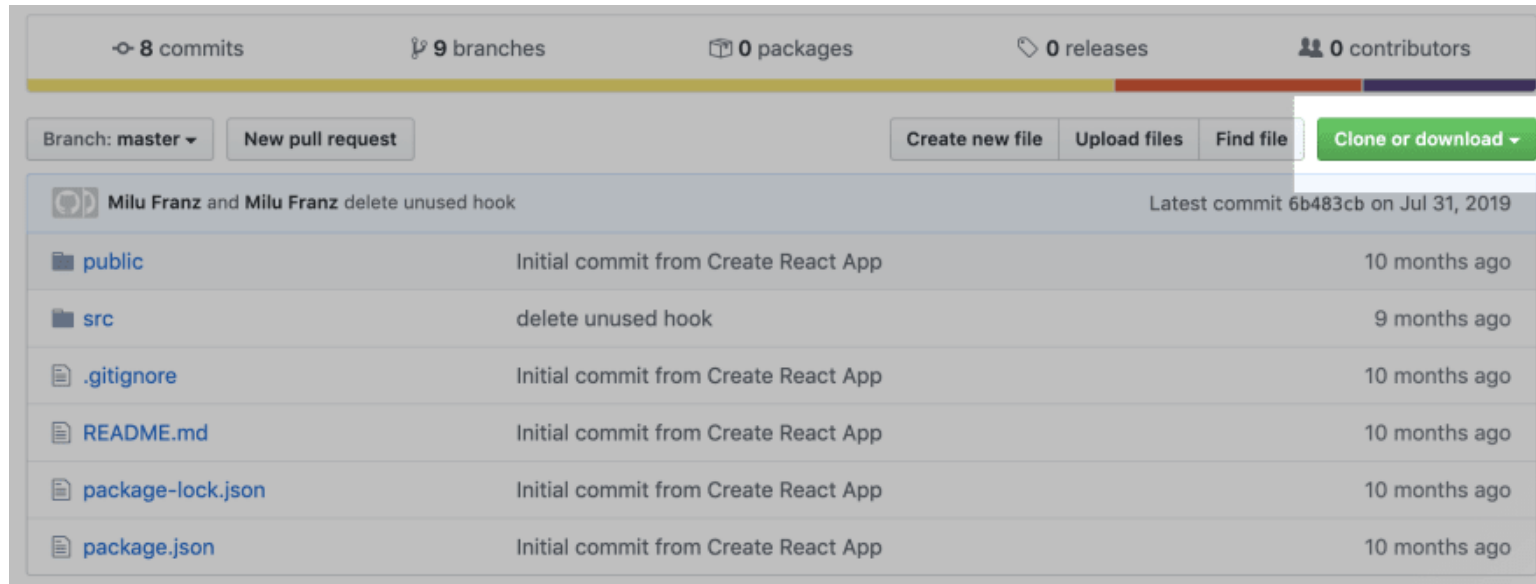 8 commits 9 branches 0 packages 0 releases 0 contributors
Branch: master New pull request Create new file Upload files Find file Clone or download
Milu Franz and Milu Franz delete unused hook Latest commit 6b483cb on Jul 31, 2019
public Initial commit from Create React App 10 months ago
src delete unused hook 9 months ago
.gitignore Initial commit from Create React App 10 months ago
README.md Initial commit from Create React App 10 months ago
package-lock.json Initial commit from Create React App 10 months ago
package.json Initial commit from Create React App 10 months ago